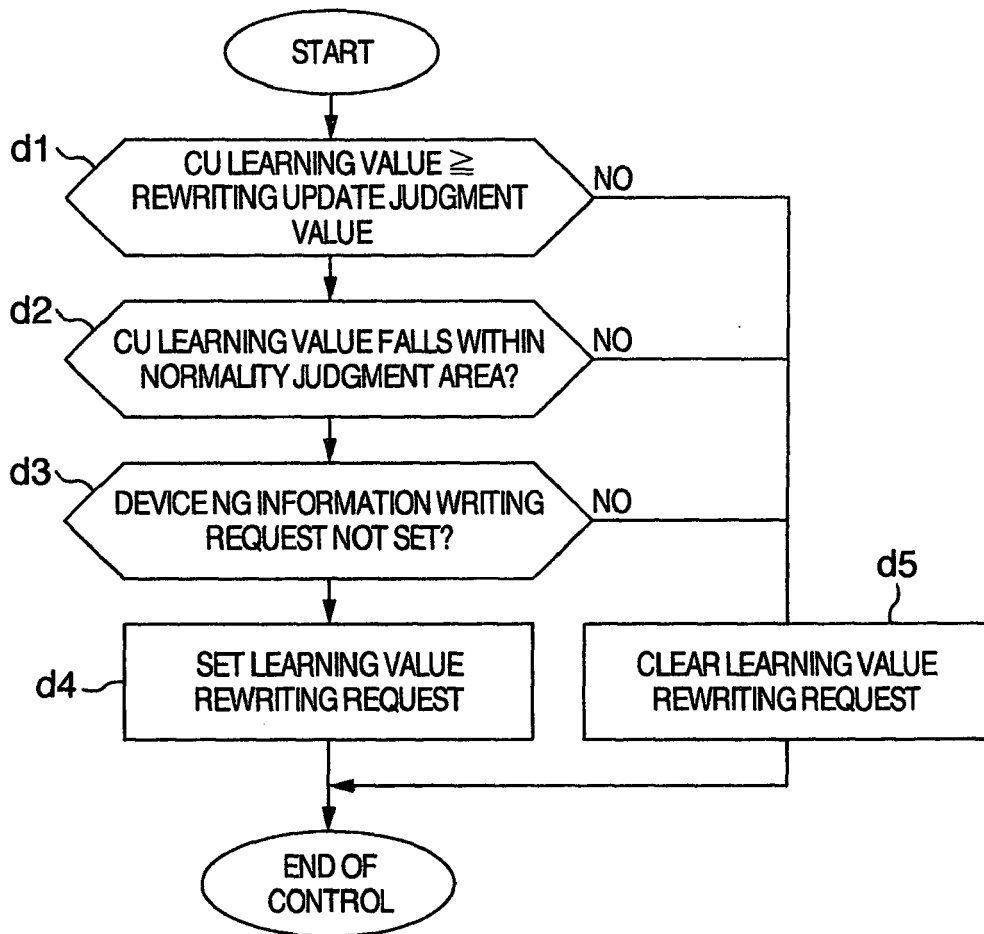 START
d1
CU LEARNING VALUE ≧
REWRITING UPDATE JUDGMENT
VALUE
NO
d2
CU LEARNING VALUE FALLS WITHIN
NORMALITY JUDGMENT AREA?
NO
d3
DEVICE NG INFORMATION WRITING
REQUEST NOT SET?
NO
d4
SET LEARNING VALUE
REWRITING REQUEST
d5
CLEAR LEARNING VALUE
REWRITING REQUEST
END OF
CONTROL